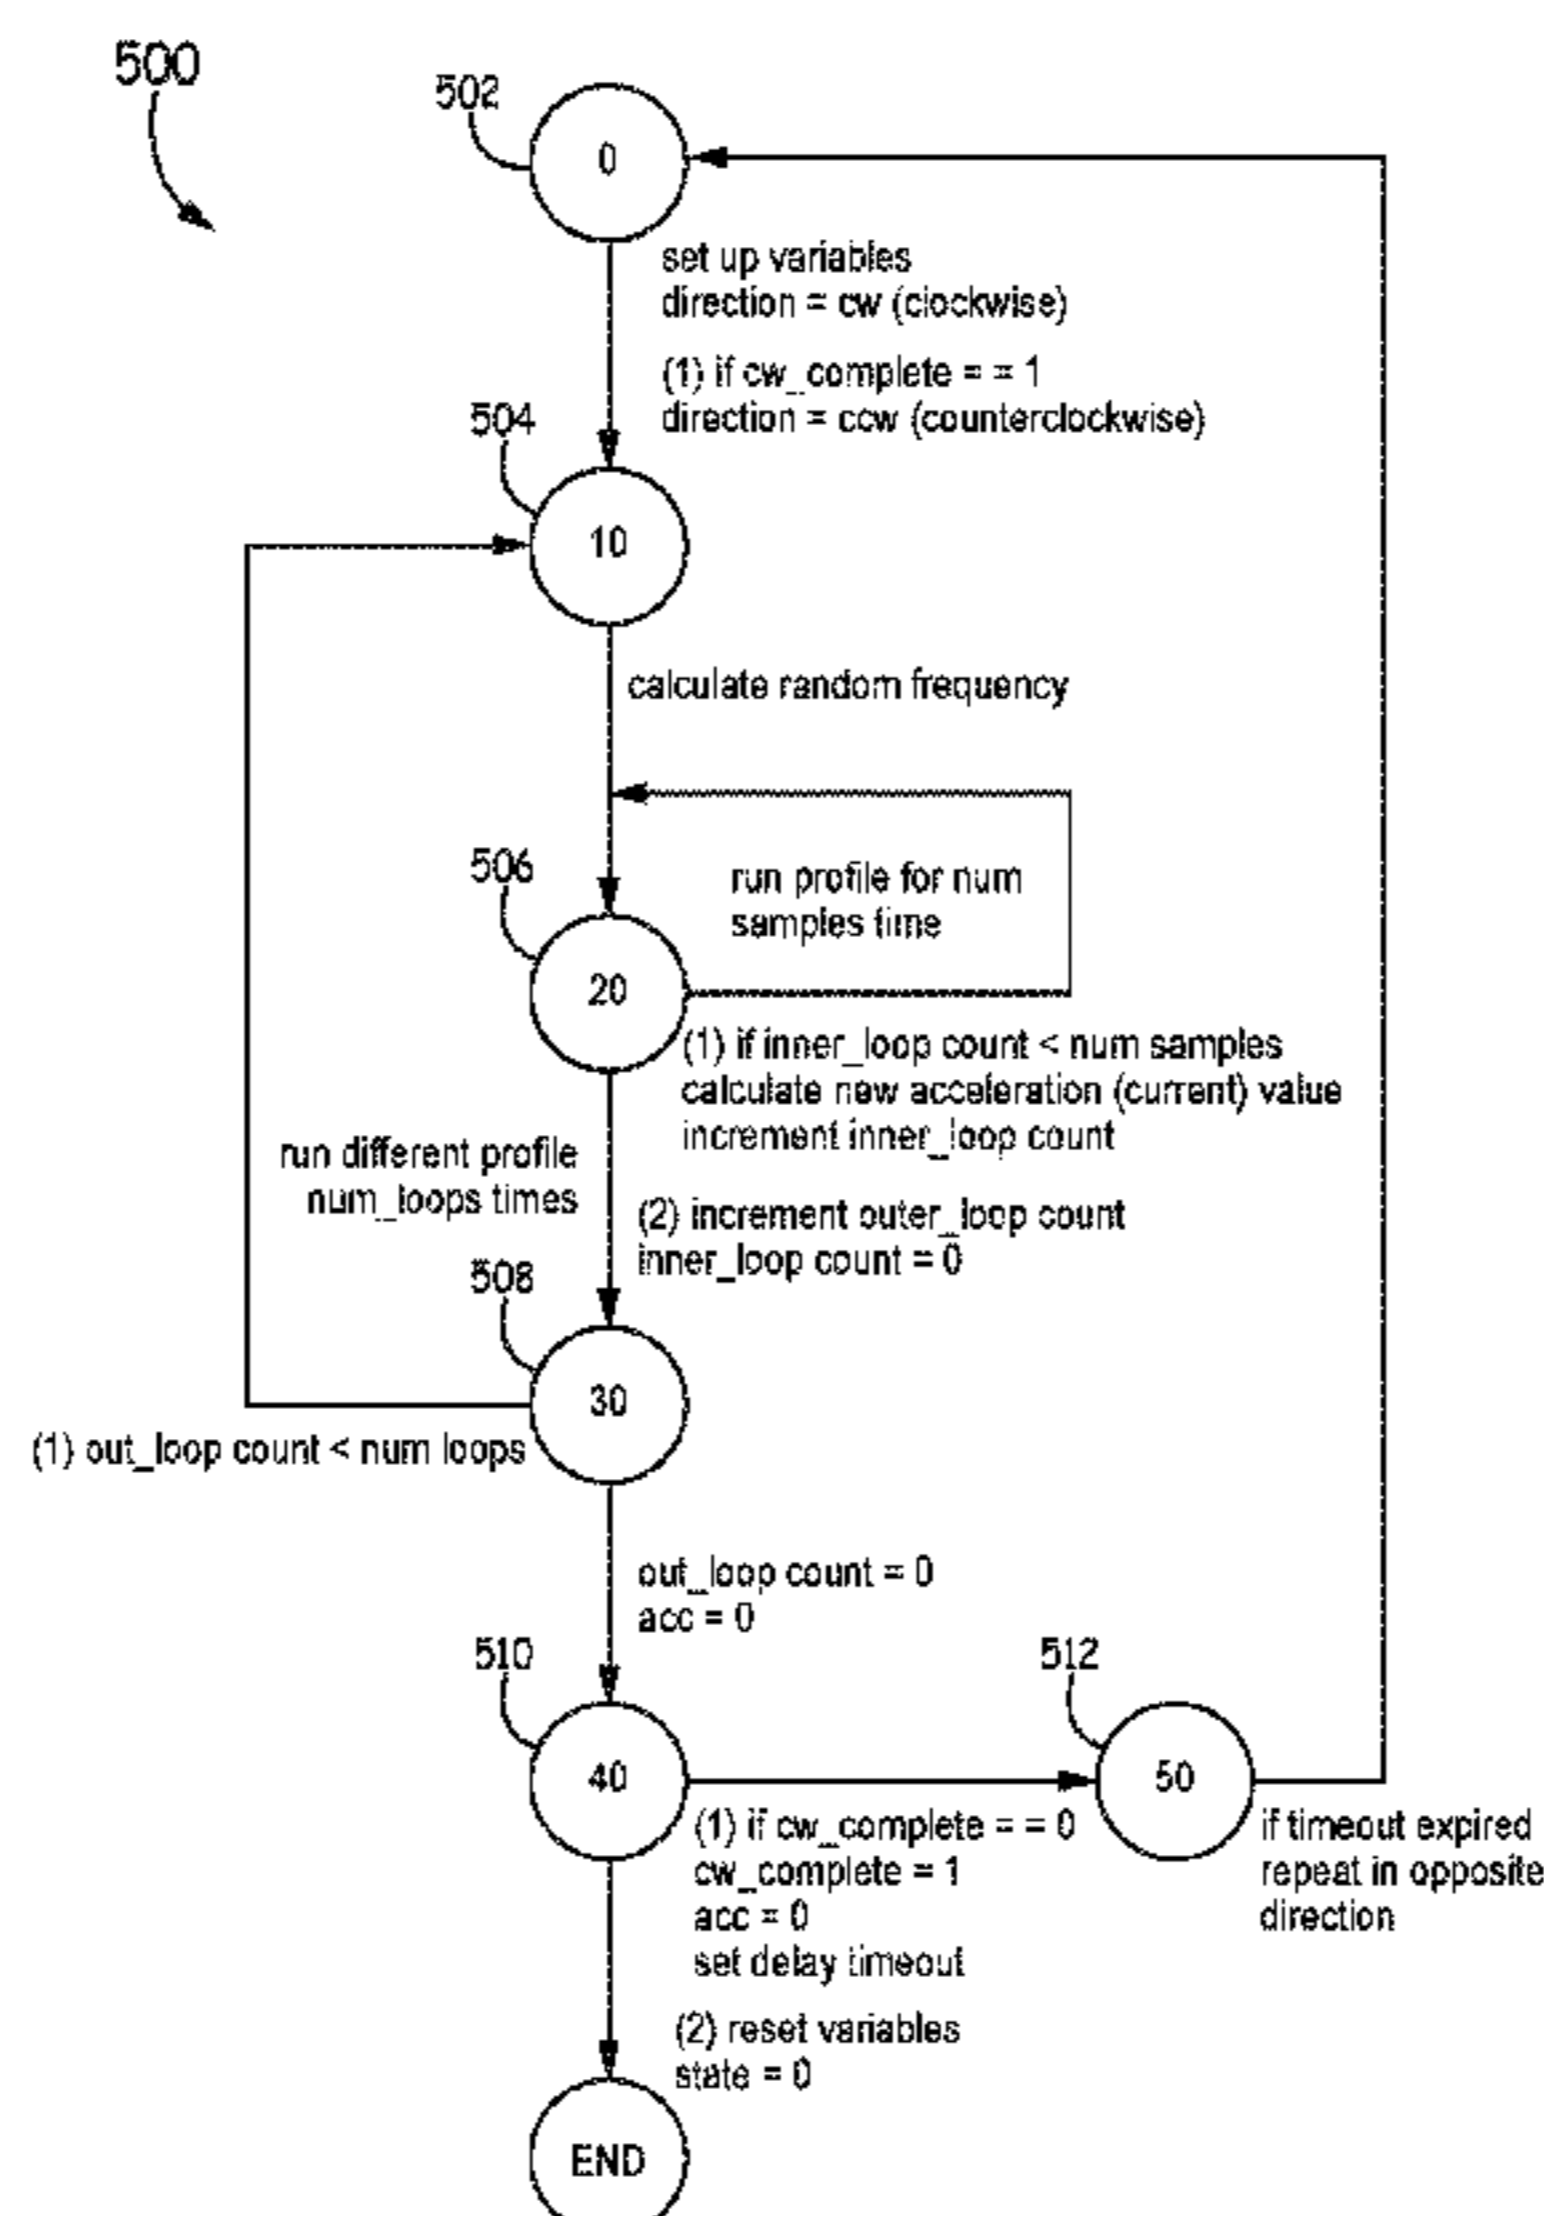 500
502
0
set up variables
direction = cw (clockwise)
(1) if cw_complete = = 1
direction = ccw (counterclockwise)
504
10
calculate random frequency
506
run profile for num
samples time
20
(1) if inner_loop count < num samples
calculate new acceleration (current) value
increment inner_loop count
run different profile
num_loops times
(2) increment outer_loop count
inner_loop count = 0
508
30
(1) out_loop count < num loops
out_loop count = 0
acc = 0
510
512
40
50
(1) if cw_complete = = 0
cw_complete = 1
acc = 0
set delay timeout
if timeout expired
repeat in opposite
direction
(2) reset variables
state = 0
END